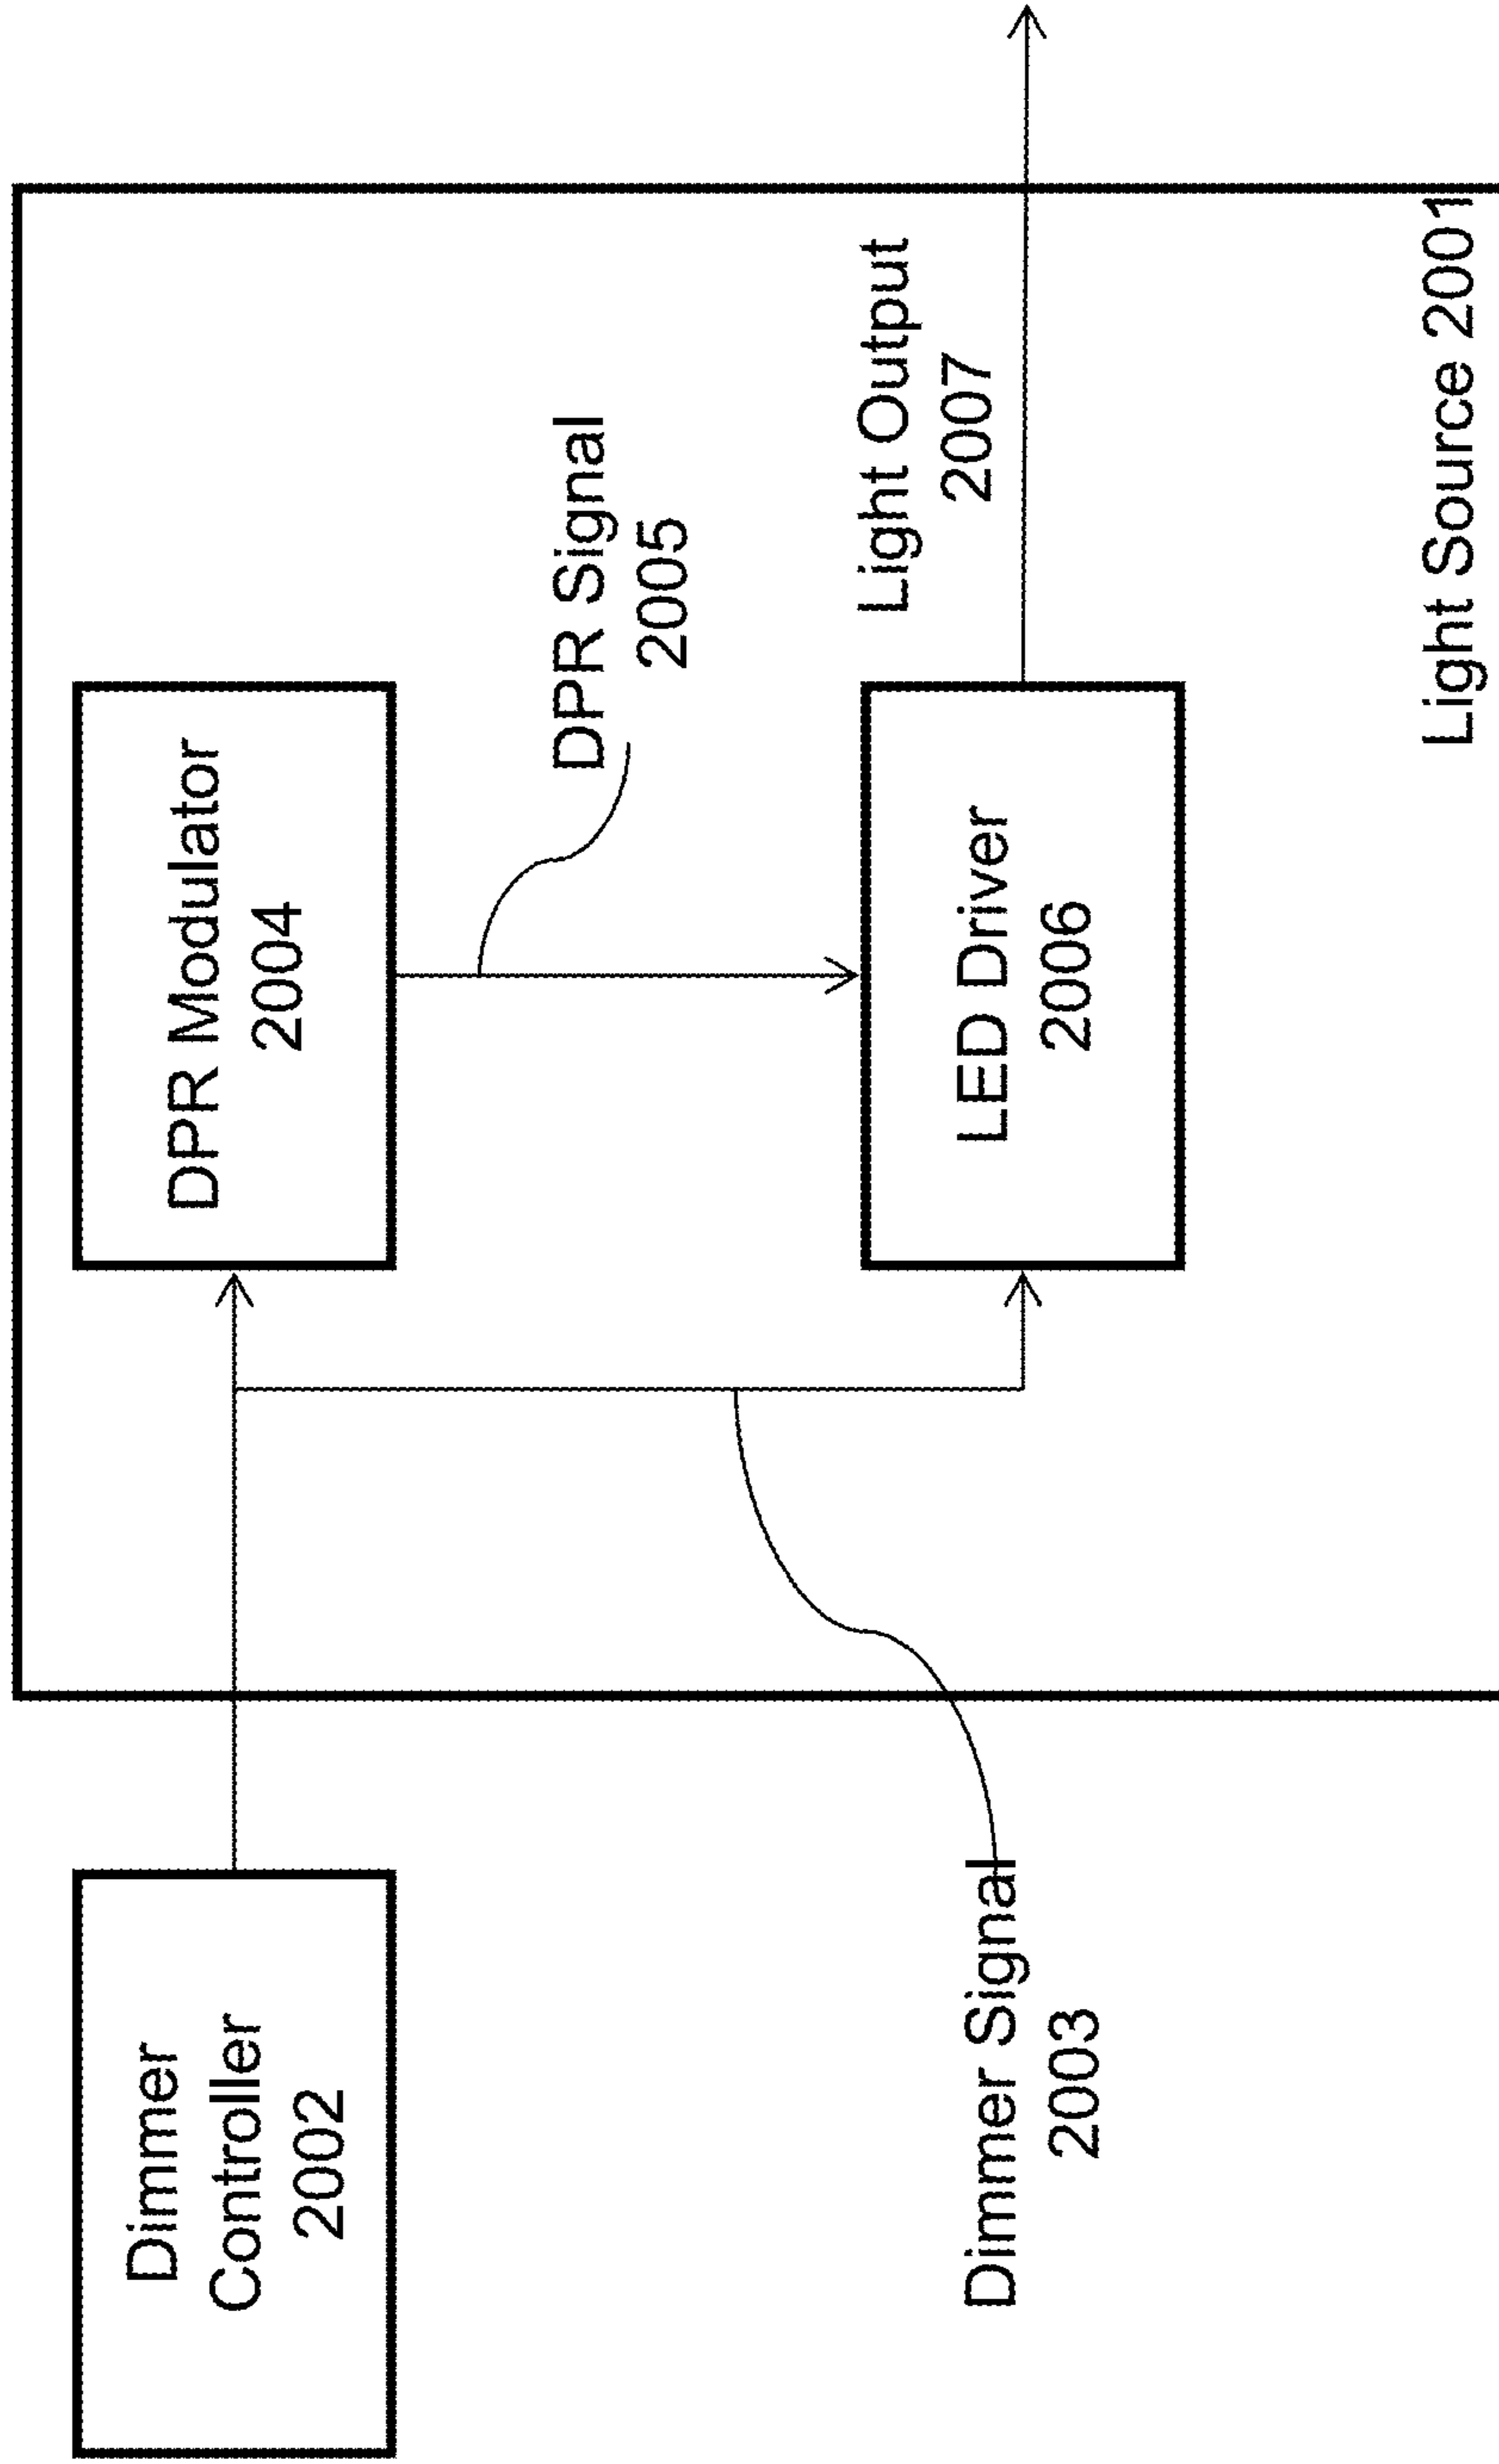 Dimmer
Controller
2002
DPR Modulator
2004
DPR Signal
2005
Dimmer Signal
2003
LED Driver
2006
Light Output
2007
Light Source 2001